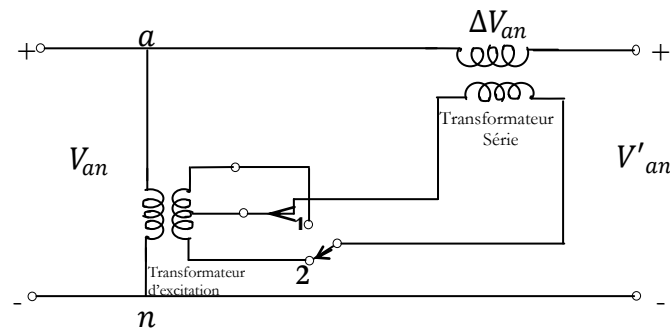 a
ΔV_an
+
+
Transformateur
Série
V_an
V'_an
1
2
Transformateur
d'excitation
-
-
n